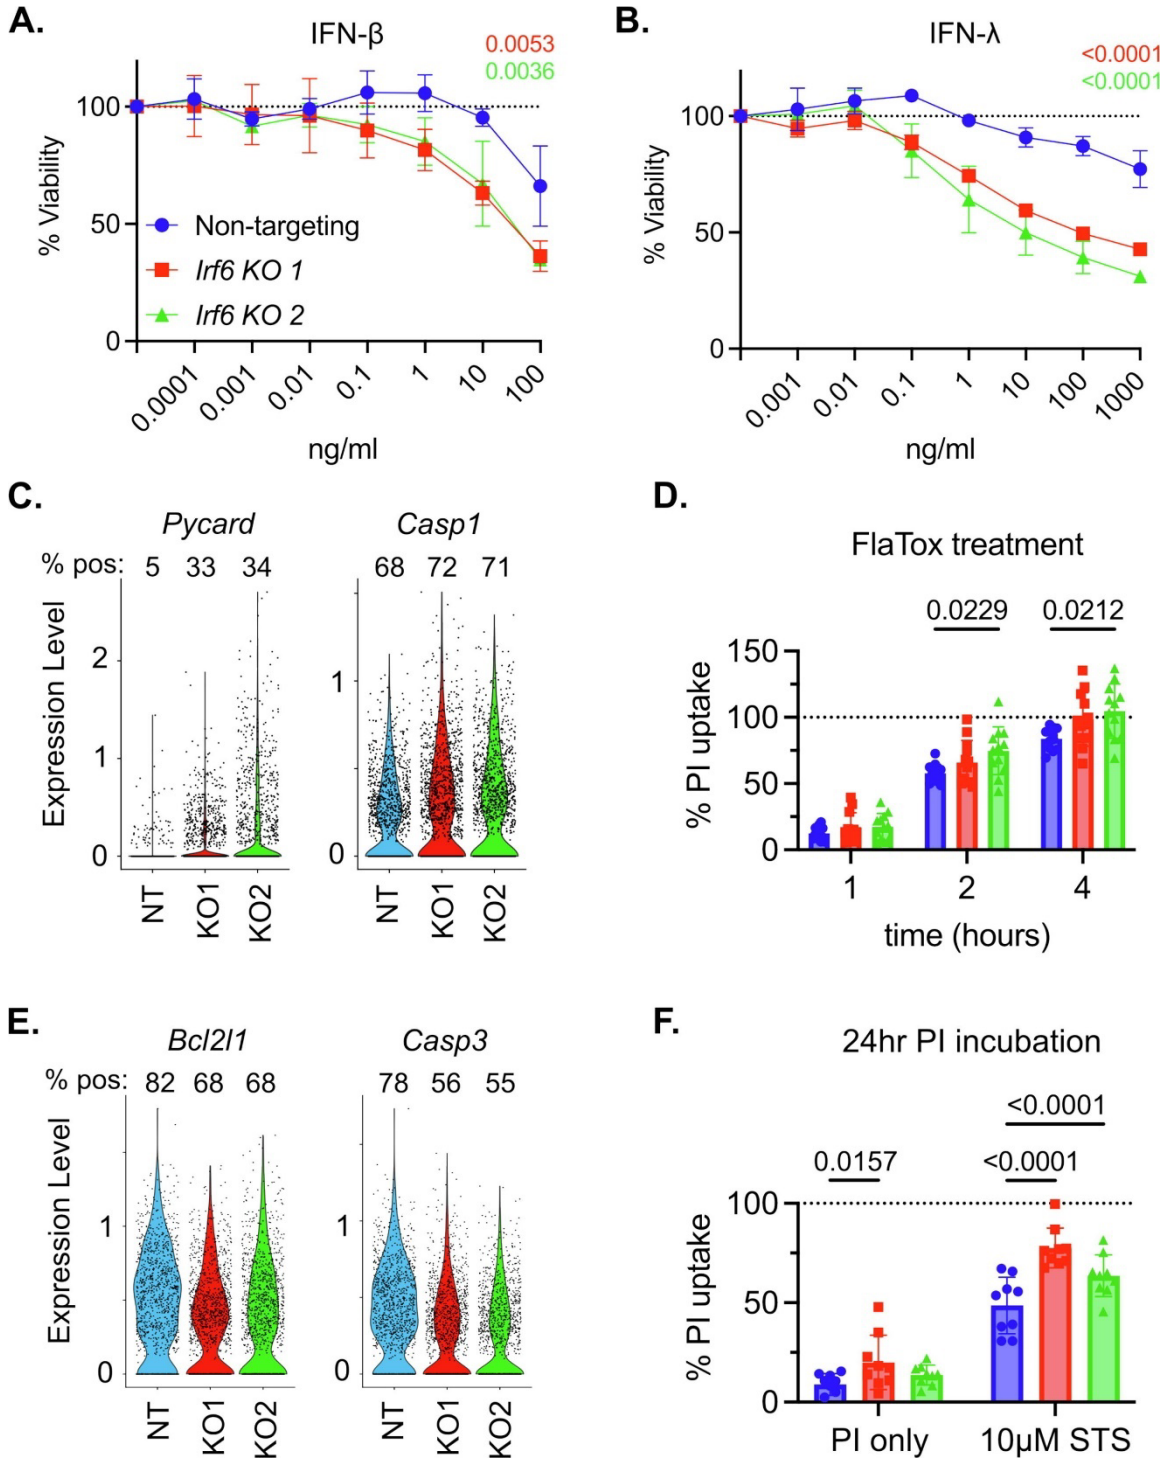 A.
IFN-β
0.0053
0.0036
100
50
0
% Viability
Non-targeting
Irf6 KO 1
Irf6 KO 2
0.0001
0.001
0.01
0.1
1
10
100
ng/ml
B.
IFN-λ
<0.0001
<0.0001
100
50
0
% Viability
0.001
0.01
0.1
1
10
100
1000
ng/ml
C.
Pycard
Casp1
% pos: 5 33 34
68 72 71
Expression Level
2
1
0
1
0
NT
KO1
KO2
NT
KO1
KO2
D.
FlaTox treatment
0.0229
0.0212
150
100
50
0
% PI uptake
1
2
4
time (hours)
E.
Bcl2l1
Casp3
% pos: 82 68 68
78 56 55
Expression Level
1
0
1
0
NT
KO1
KO2
NT
KO1
KO2
F.
24hr PI incubation
<0.0001
0.0157
<0.0001
100
50
0
% PI uptake
PI only
10µM STS